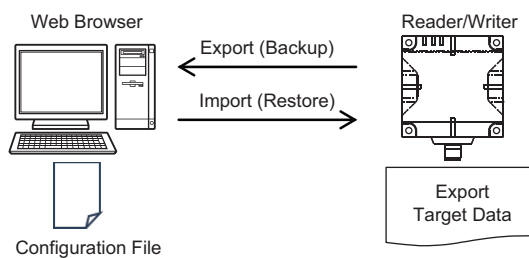 Web Browser
Reader/Writer
Export (Backup)
Import (Restore)
Export
Target Data
Configuration File